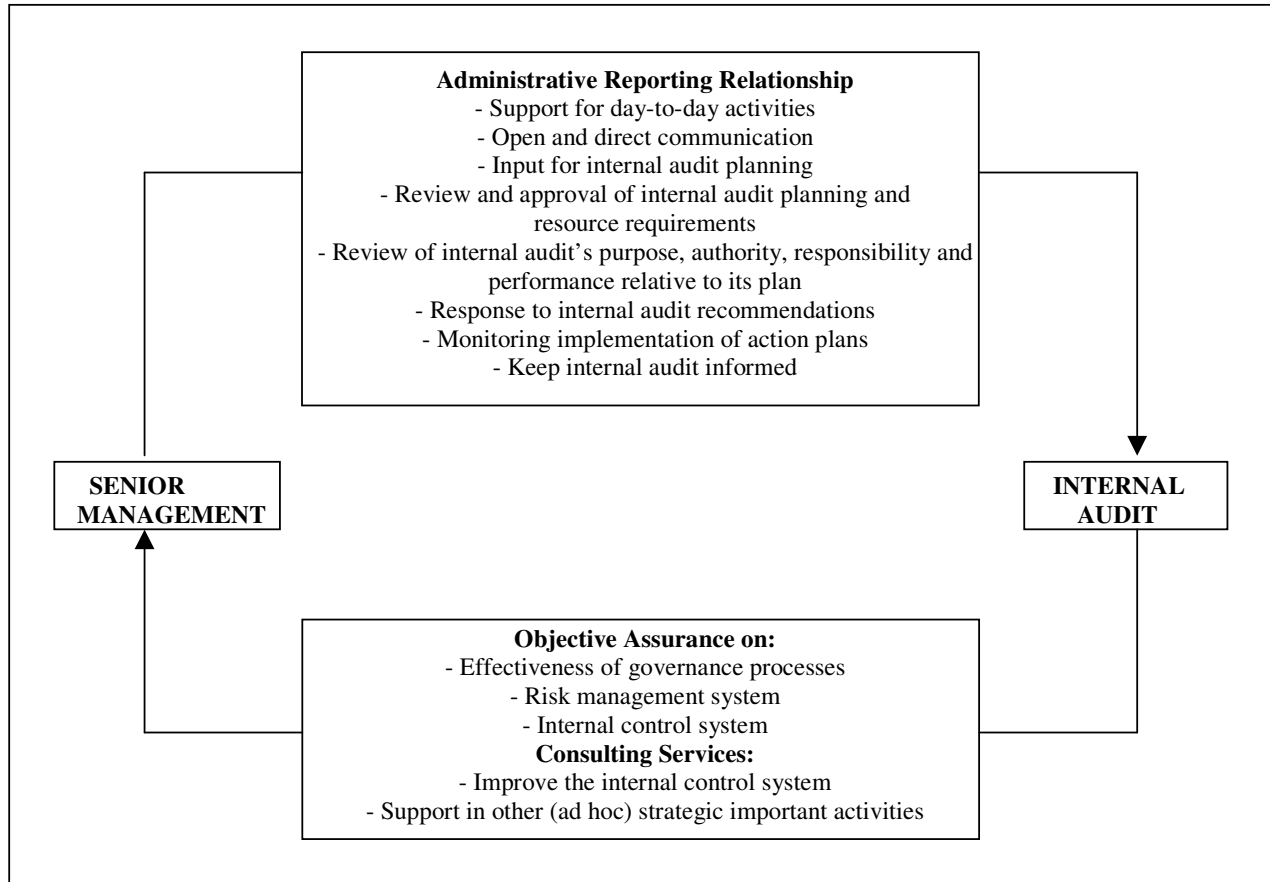 Administrative Reporting Relationship
- Support for day-to-day activities
- Open and direct communication
- Input for internal audit planning
- Review and approval of internal audit planning and
resource requirements
- Review of internal audit's purpose, authority, responsibility and
performance relative to its plan
- Response to internal audit recommendations
- Monitoring implementation of action plans
- Keep internal audit informed
SENIOR
MANAGEMENT
INTERNAL
AUDIT
Objective Assurance on:
- Effectiveness of governance processes
- Risk management system
- Internal control system
Consulting Services:
- Improve the internal control system
- Support in other (ad hoc) strategic important activities